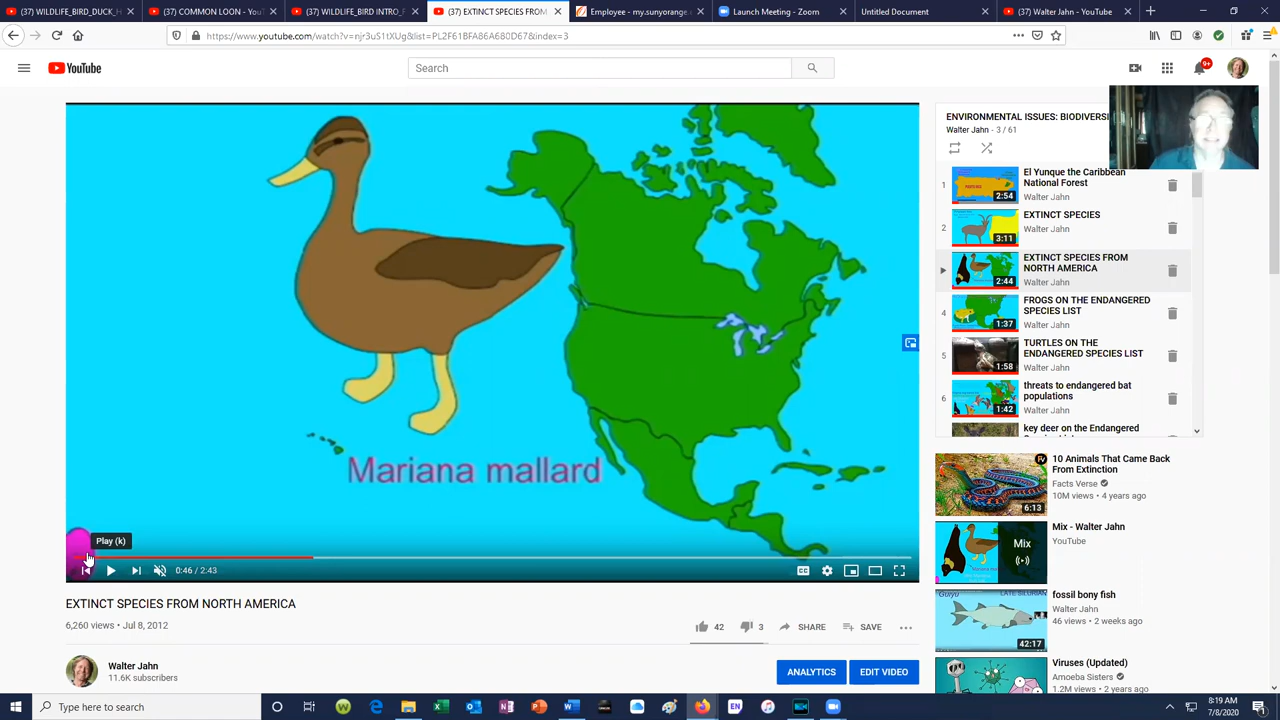 (37) WILDLIFE_BIRD_DUCK_H
(37) COMMON LOON - YouT
(37) WILDLIFE_BIRD INTRO_F
(37) EXTINCT SPECIES FROM
Employee - my.sunyorange.e
Launch Meeting - Zoom
Untitled Document
(37) Walter Jahn - YouTube
https://www.youtube.com/watch?v=njr3uS1tXUg&list=PL2F61BFA86A680D67&index=3
YouTube
Search
9+
ENVIRONMENTAL ISSUES: BIODIVERSI
Walter Jahn - 3 / 61
1
El Yunque the Caribbean
National Forest
Walter Jahn
2:54
2
EXTINCT SPECIES
Walter Jahn
3:11
EXTINCT SPECIES FROM
NORTH AMERICA
Walter Jahn
2:44
4
FROGS ON THE ENDANGERED
SPECIES LIST
Walter Jahn
1:37
5
TURTLES ON THE
ENDANGERED SPECIES LIST
Walter Jahn
1:58
6
threats to endangered bat
populations
Walter Jahn
1:42
key deer on the Endangered
Mariana mallard
Play (k)
0:46 / 2:43
CC
EXTINCT SPECIES FROM NORTH AMERICA
6,260 views • Jul 8, 2012
42
3
SHARE
SAVE
Walter Jahn
11.6K subscribers
ANALYTICS
EDIT VIDEO
10 Animals That Came Back
From Extinction
Facts Verse
10M views • 4 years ago
6:13
Mix - Walter Jahn
YouTube
Mix
Mariana m
fossil bony fish
Walter Jahn
46 views • 2 weeks ago
Guiyu
LATE SILURIAN
42:17
Viruses (Updated)
Amoeba Sisters
1.2M views • 2 years ago
Type here to search
EN
8:19 AM
7/8/2020